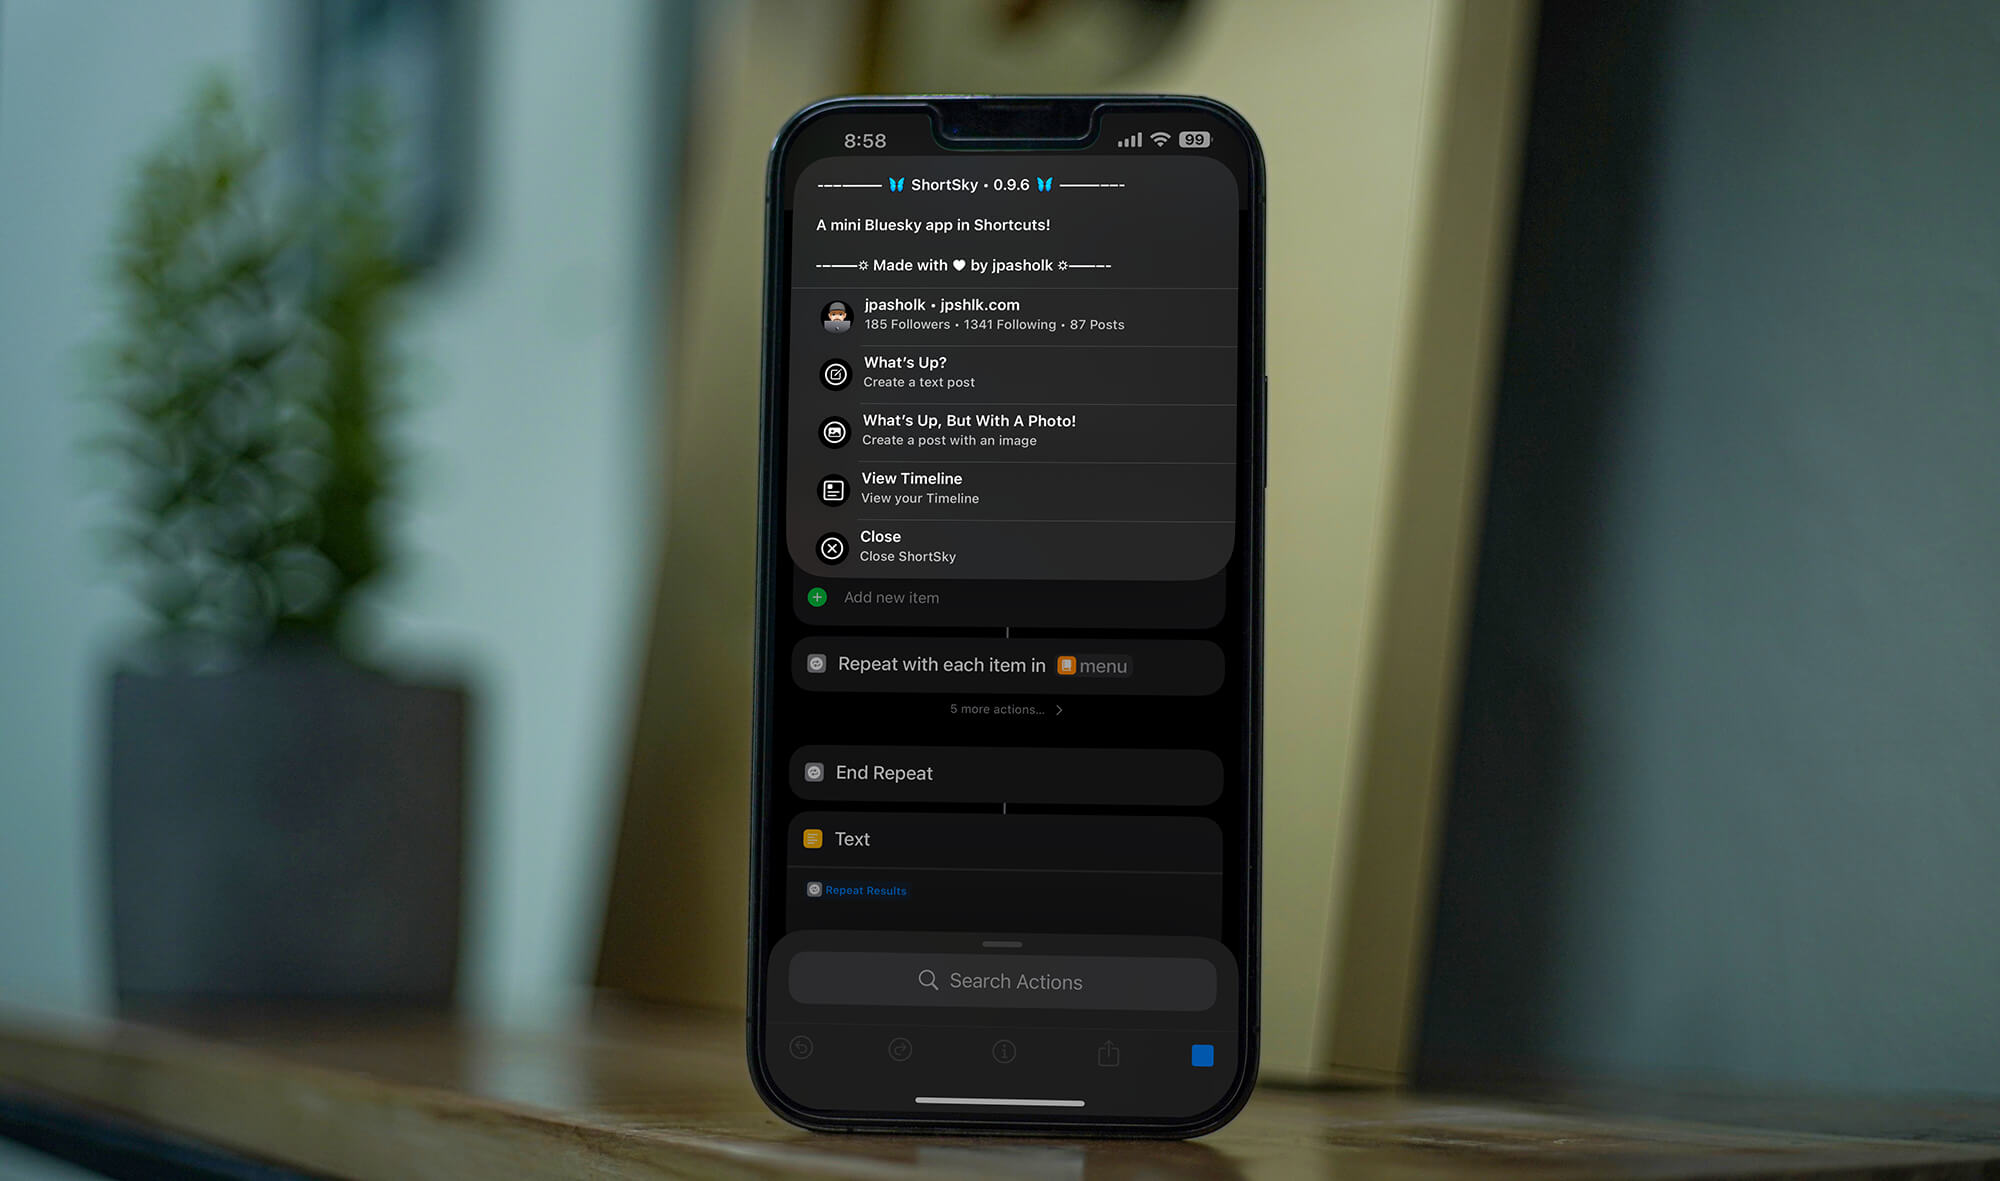 8:58 99
-–—— 🦋 ShortSky • 0.9.6 🦋 ——–-
A mini Bluesky app in Shortcuts!
-–—☼ Made with ♥ by jpasholk ☼—–-
jpasholk • jpshlk.com
185 Followers • 1341 Following • 87 Posts
What’s Up?
Create a text post
What’s Up, But With A Photo!
Create a post with an image
View Timeline
View your Timeline
Close
Close ShortSky
Add new item
Repeat with each item in menu
5 more actions...
End Repeat
Text
Repeat Results
Search Actions